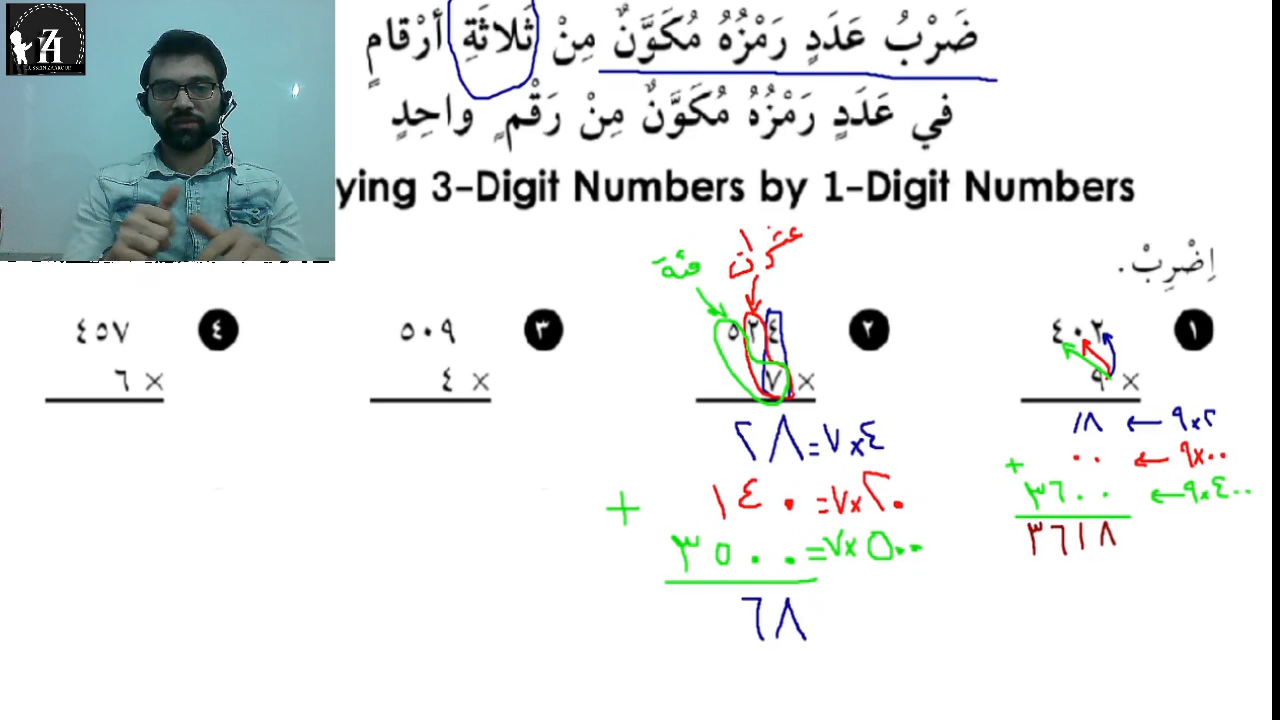 ضَرْبُ عَدَدٍ رَمْزُهُ مُكَوَّنٌ مِنْ ثَلاثَةِ أَرْقامٍ
في عَدَدٍ رَمْزُهُ مُكَوَّنٌ مِنْ رَقْمٍ واحِدٍ
ying 3-Digit Numbers by 1-Digit Numbers
اِضْرِبْ.
١
٤٠٢
٩ ×
١٨ ← ٩×٢
٠٠ ← ٩×٠٠
+
٣٦٠٠ ← ٩×٤٠٠
٣٦١٨
عشرات
مئة
٢
٥٢٤
٧ ×
٢٨=٧×٤
١٤٠=٧×٢٠
+
٣٥٠٠=٧×٥٠٠
٦٨
٣
٥٠٩
٤ ×
٤
٤٥٧
٦ ×